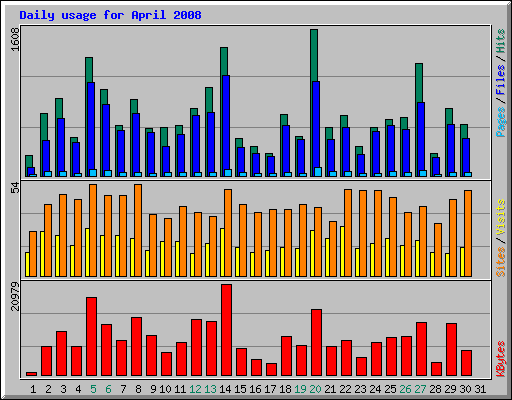 Daily usage for April 2008
1608
Pages / Files / Hits
54
Sites / Visits
20979
KBytes
1 2 3 4 5 6 7 8 9 10 11 12 13 14 15 16 17 18 19 20 21 22 23 24 25 26 27 28 29 30 31